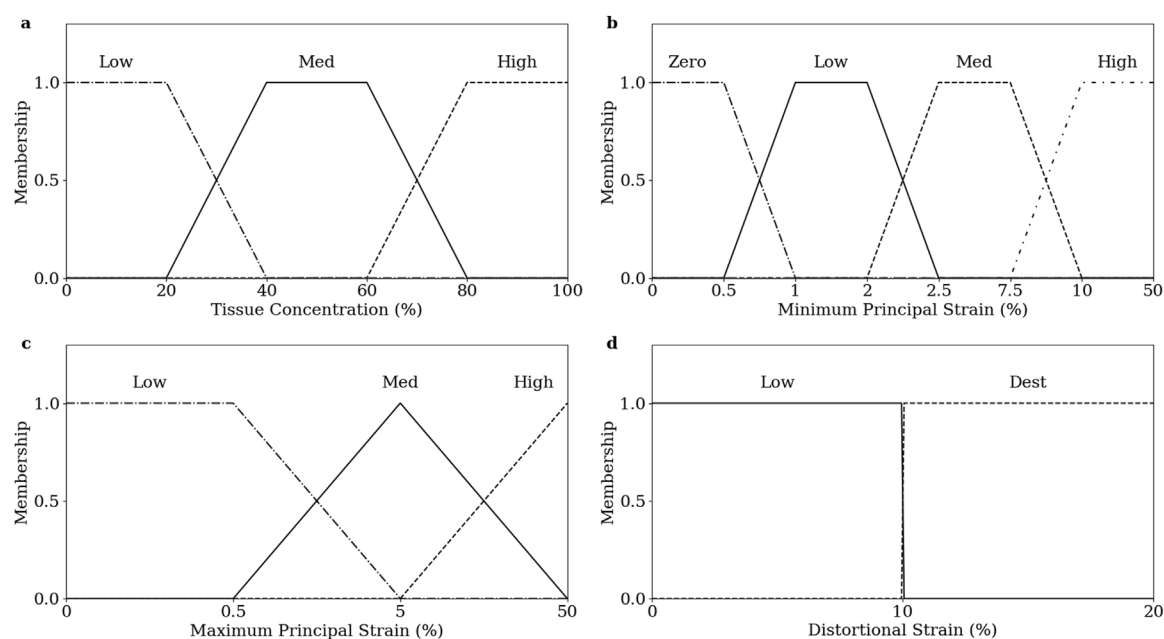 a
Low Med High
1.0
0.5
0.0
Membership
0 20 40 60 80 100
Tissue Concentration (%)
b
Zero Low Med High
1.0
0.5
0.0
Membership
0 0.5 1 2 2.5 7.5 10 50
Minimum Principal Strain (%)
c
Low Med High
1.0
0.5
0.0
Membership
0 0.5 5 50
Maximum Principal Strain (%)
d
Low Dest
1.0
0.5
0.0
Membership
0 10 20
Distortional Strain (%)